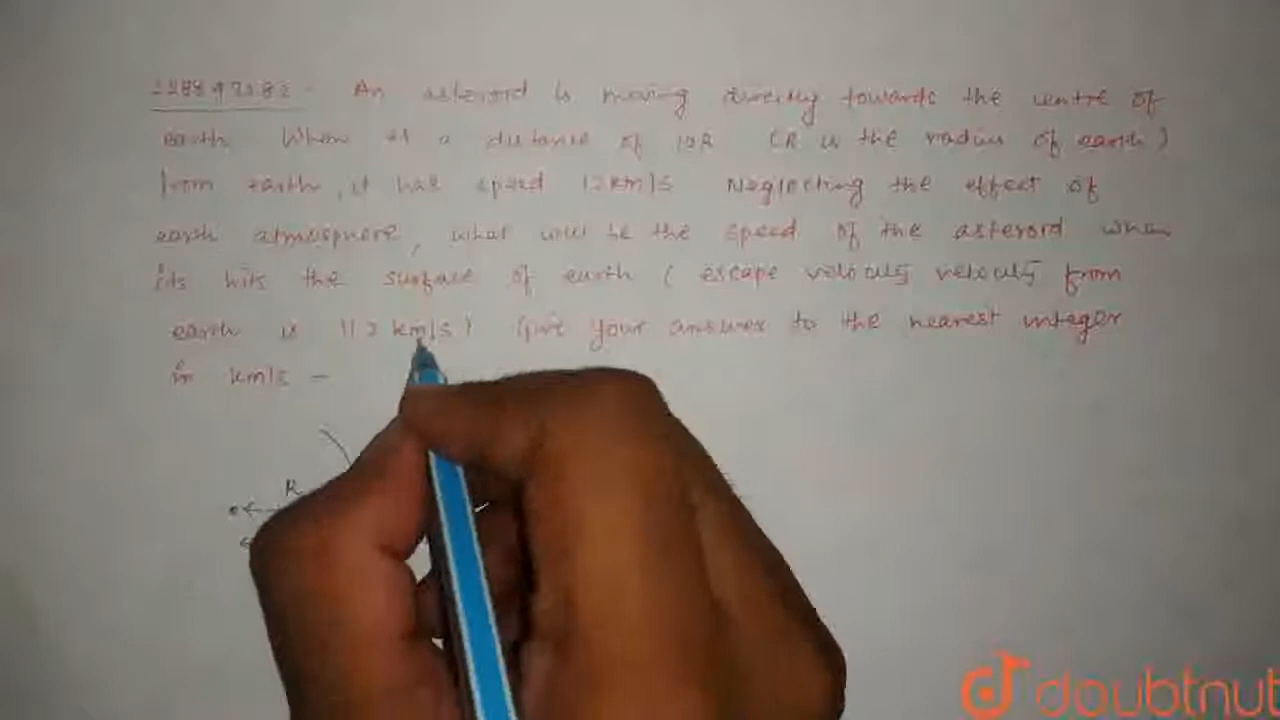 An asteroid is moving directly towards the centre of
earth When at a distance of 10R (R is the radius of earth)
from earth, it has speed 12km/s Neglecting the effect of
earth atmosphere, what will be the speed of the asteroid when
its hits the surface of earth ( escape velocity velocity from
earth is 11.2 km/s) Give your answer to the nearest integer
in km/s -
R
doubtnut